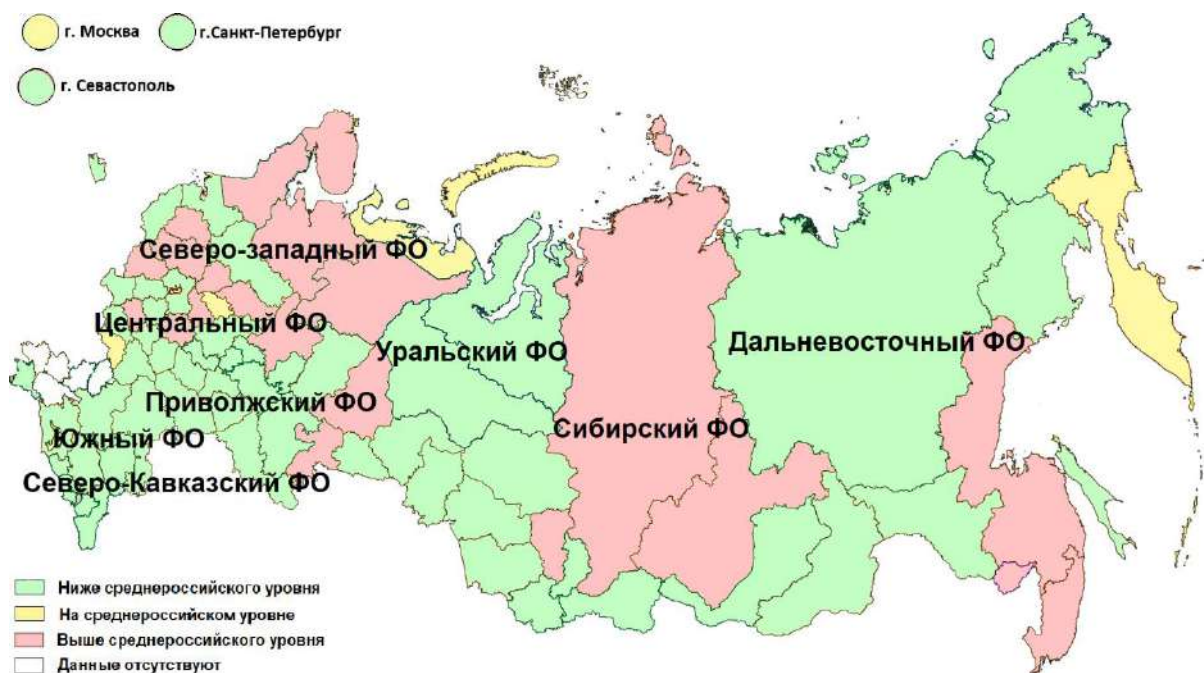 г. Москва
г.Санкт-Петербург
г. Севастополь
Северо-западный ФО
Центральный ФО
Уральский ФО
Дальневосточный ФО
Приволжский ФО
Сибирский ФО
Южный ФО
Северо-Кавказский ФО
Ниже среднероссийского уровня
На среднероссийском уровне
Выше среднероссийского уровня
Данные отсутствуют